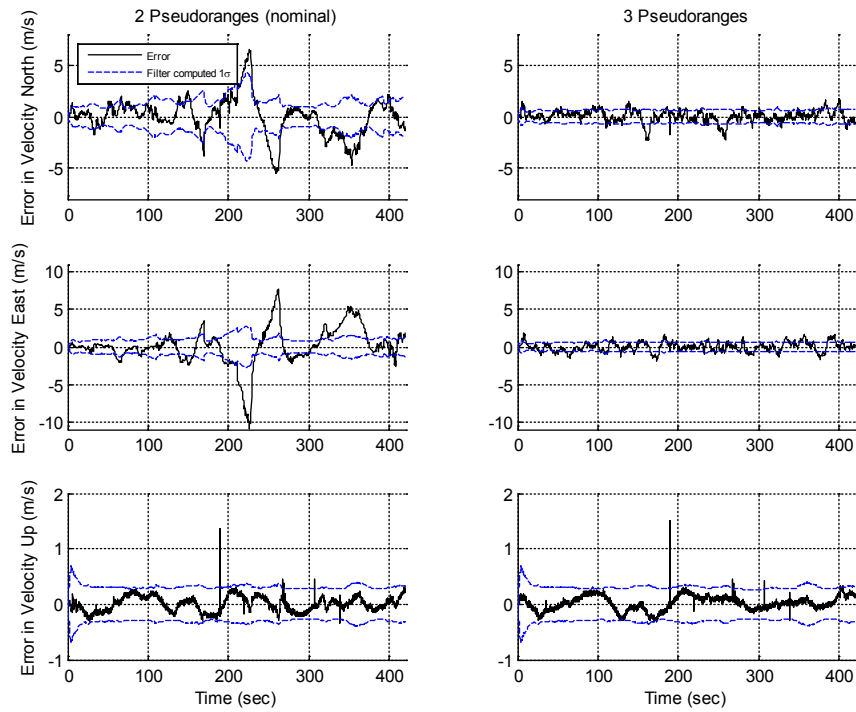 2 Pseudoranges (nominal)
3 Pseudoranges
Error in Velocity North (m/s)
5
0
-5
Error
Filter computed 1σ
0 100 200 300 400
5
0
-5
0 100 200 300 400
Error in Velocity East (m/s)
10
5
0
-5
-10
0 100 200 300 400
10
5
0
-5
-10
0 100 200 300 400
Error in Velocity Up (m/s)
2
1
0
-1
0 100 200 300 400
Time (sec)
2
1
0
-1
0 100 200 300 400
Time (sec)